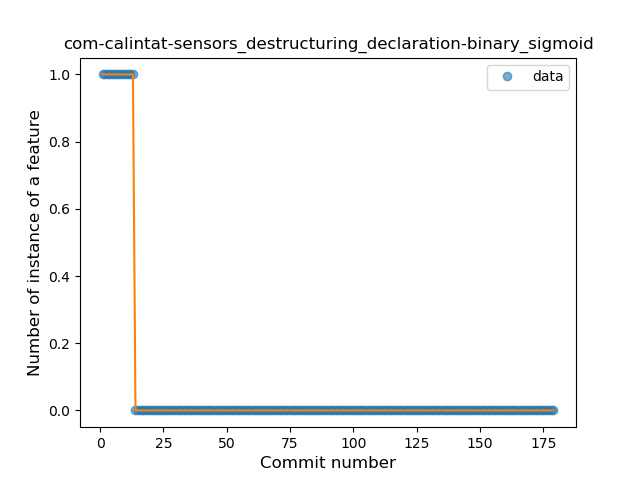 com-calintat-sensors_destructuring_declaration-binary_sigmoid
data
Number of instance of a feature
1.0
0.8
0.6
0.4
0.2
0.0
0 25 50 75 100 125 150 175
Commit number